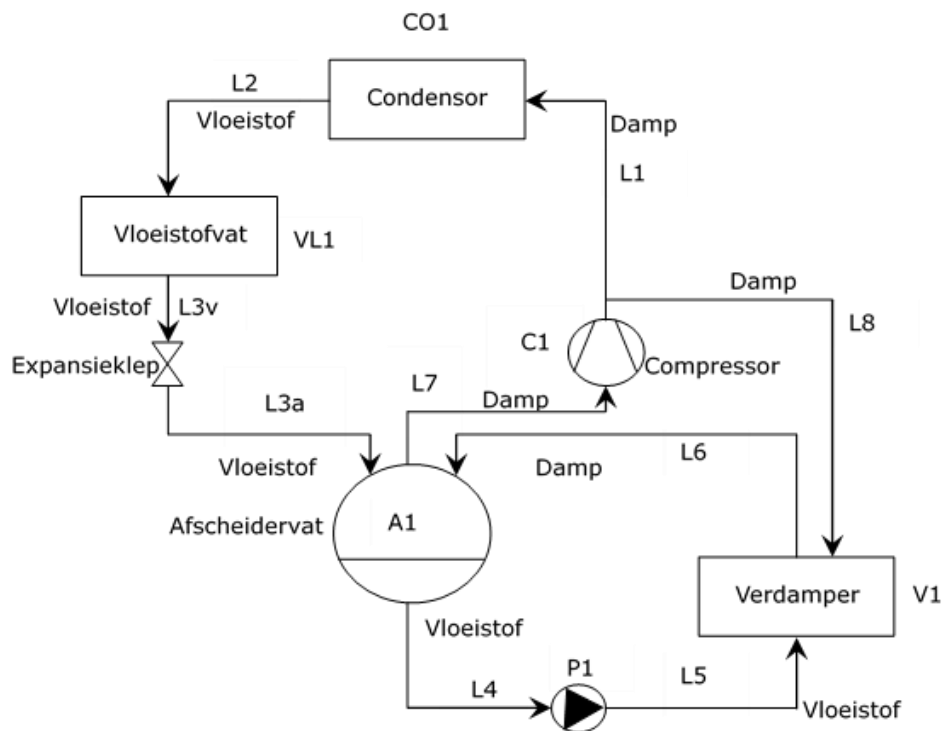 CO1
L2
Condensor
Vloeistof
Damp
L1
Vloeistofvat
VL1
Damp
Vloeistof
L3v
L8
C1
Expansieklep
Compressor
L7
L3a
Damp
L6
Vloeistof
Damp
Afscheidervat
A1
Verdamper
V1
Vloeistof
P1
L4
L5
Vloeistof